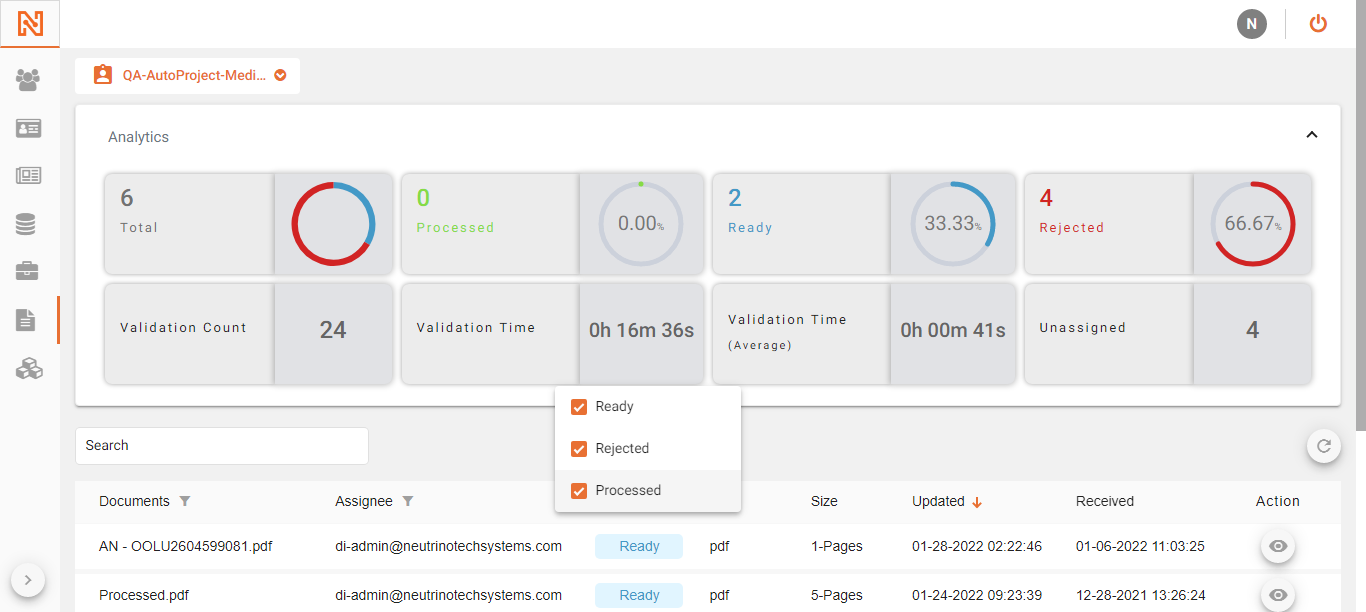 N
QA-AutoProject-Medi...
Analytics
6
Total
0
Processed
0.00%
2
Ready
33.33%
4
Rejected
66.67%
Validation Count
24
Validation Time
0h 16m 36s
Validation Time
(Average)
0h 00m 41s
Unassigned
4
Ready
Rejected
Processed
Search
Documents Assignee Size Updated Received Action
AN - OOLU2604599081.pdf di-admin@neutrinotechsystems.com Ready pdf 1-Pages 01-28-2022 02:22:46 01-06-2022 11:03:25
Processed.pdf di-admin@neutrinotechsystems.com Ready pdf 5-Pages 01-24-2022 09:23:39 12-28-2021 13:26:24